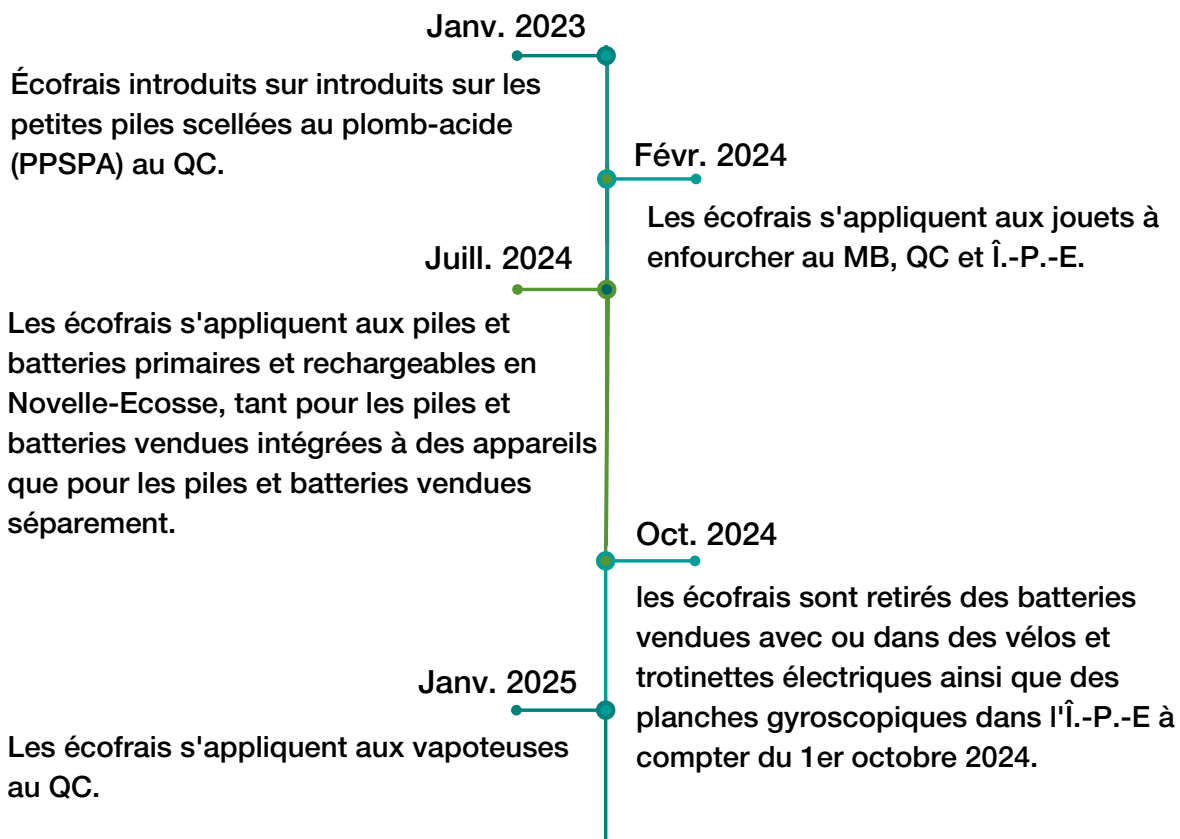 Janv. 2023
Écofrais introduits sur introduits sur les
petites piles scellées au plomb-acide
(PPSPA) au QC.
Févr. 2024
Les écofrais s'appliquent aux jouets à
enfourcher au MB, QC et Î.-P.-E.
Juill. 2024
Les écofrais s'appliquent aux piles et
batteries primaires et rechargeables en
Novelle-Ecosse, tant pour les piles et
batteries vendues intégrées à des appareils
que pour les piles et batteries vendues
séparement.
Oct. 2024
les écofrais sont retirés des batteries
vendues avec ou dans des vélos et
trotinettes électriques ainsi que des
planches gyroscopiques dans l'Î.-P.-E à
compter du 1er octobre 2024.
Janv. 2025
Les écofrais s'appliquent aux vapoteuses
au QC.